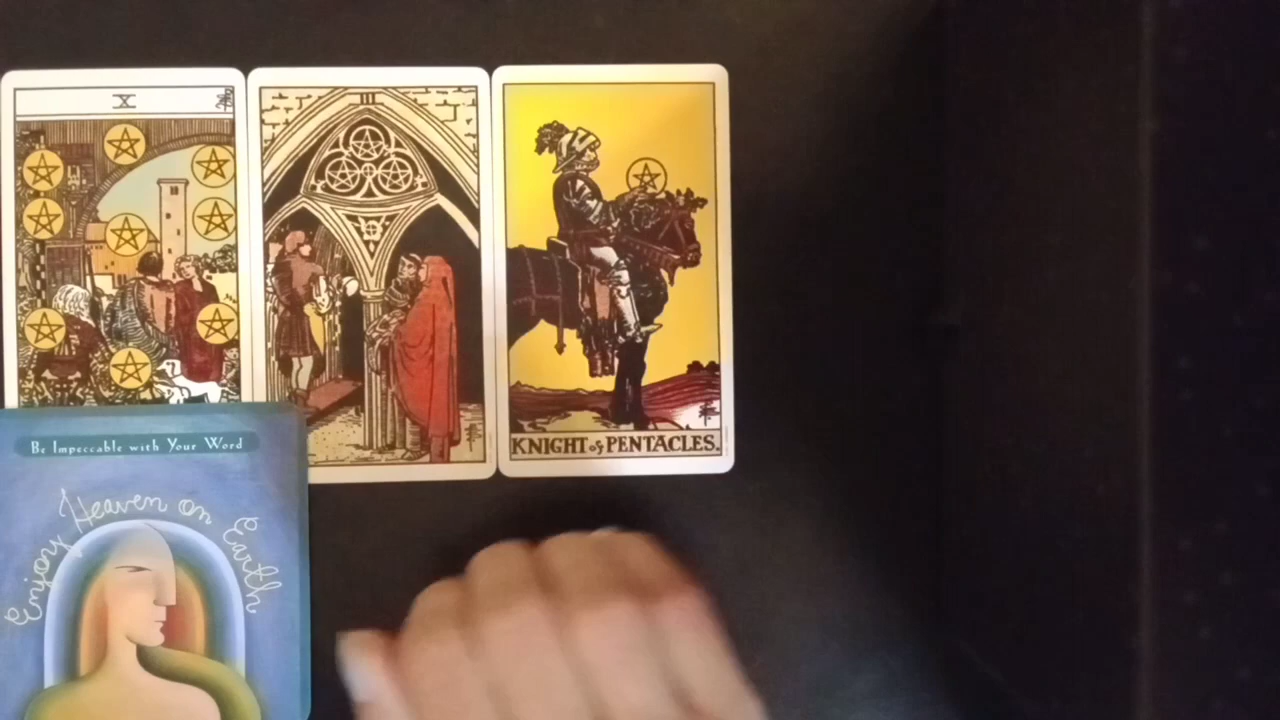 X
III
KNIGHT of PENTACLES.
Be Impeccable with Your Word
Enjoy Heaven on Earth